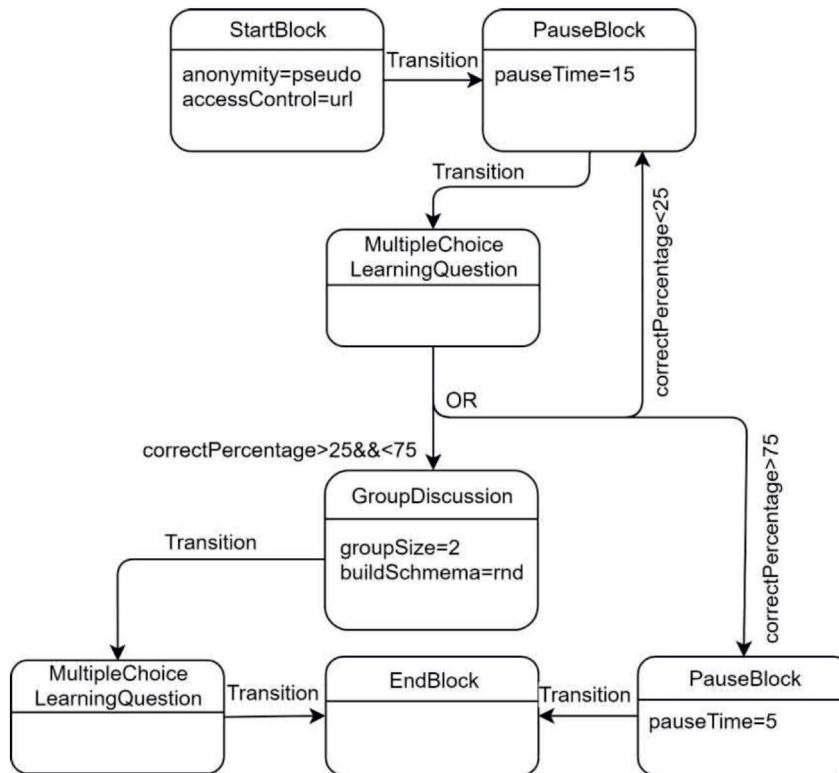 StartBlock
anonymity=pseudo
accessControl=url
Transition
PauseBlock
pauseTime=15
Transition
MultipleChoice
LearningQuestion
correctPercentage<25
OR
correctPercentage>25&&<75
correctPercentage>75
GroupDiscussion
groupSize=2
buildSchmema=rnd
Transition
MultipleChoice
LearningQuestion
Transition
EndBlock
Transition
PauseBlock
pauseTime=5